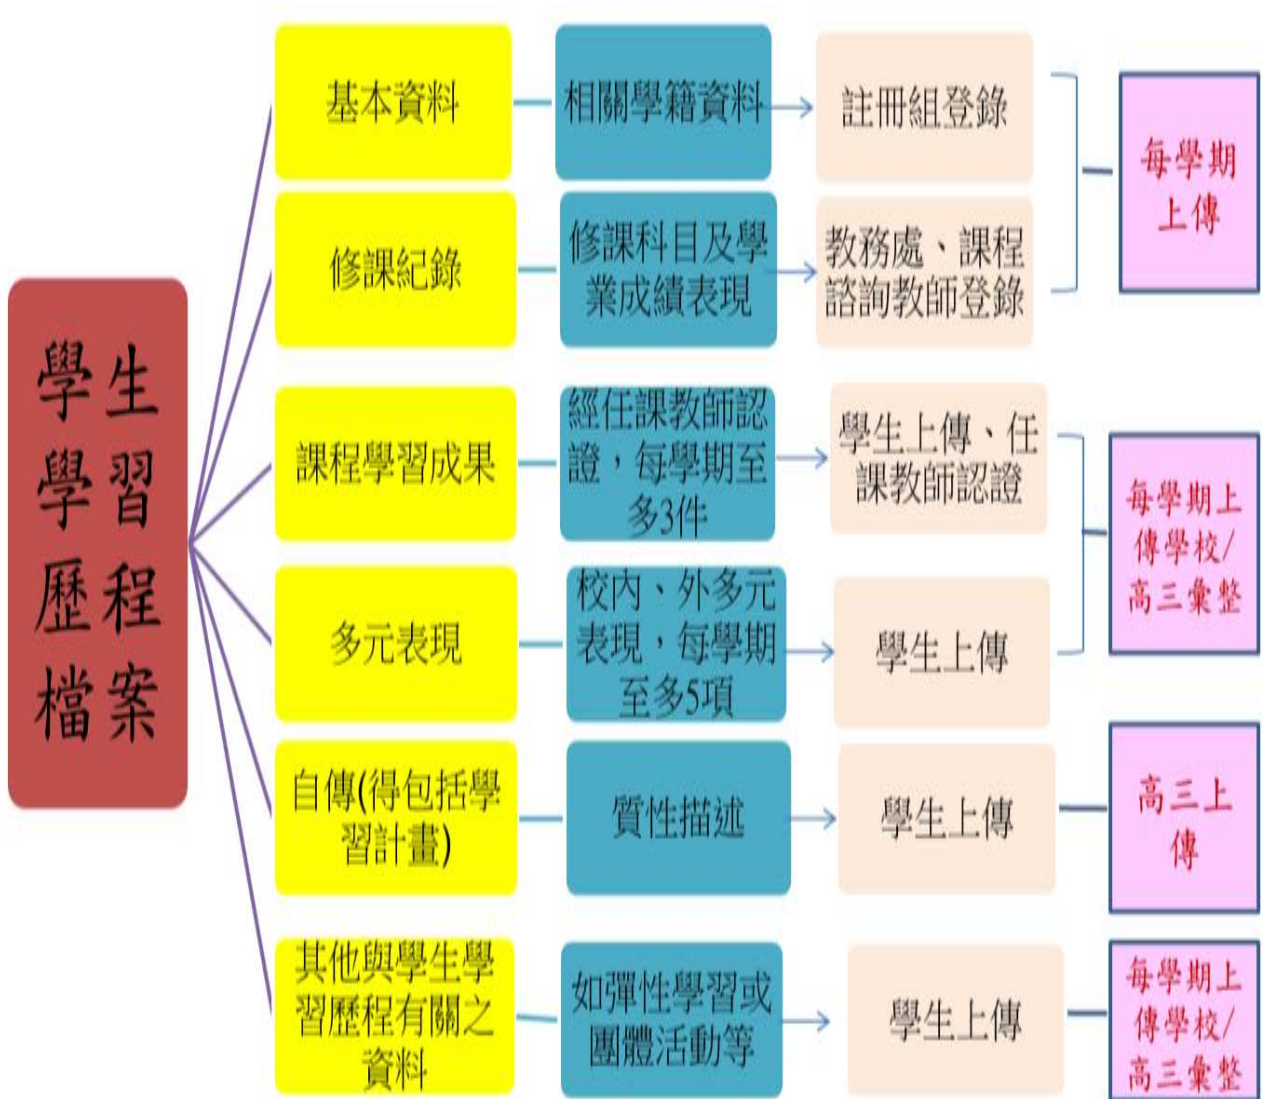 學生
學習
歷程
檔案
基本資料
相關學籍資料
註冊組登錄
每學期
上傳
修課紀錄
修課科目及學
業成績表現
教務處、課程
諮詢教師登錄
課程學習成果
經任課教師認
證，每學期至
多3件
學生上傳、任
課教師認證
每學期上
傳學校/
高三彙整
多元表現
校內、外多元
表現，每學期
至多5項
學生上傳
自傳(得包括學
習計畫)
質性描述
學生上傳
高三上
傳
其他與學生學
習歷程有關之
資料
如彈性學習或
團體活動等
學生上傳
每學期上
傳學校/
高三彙整